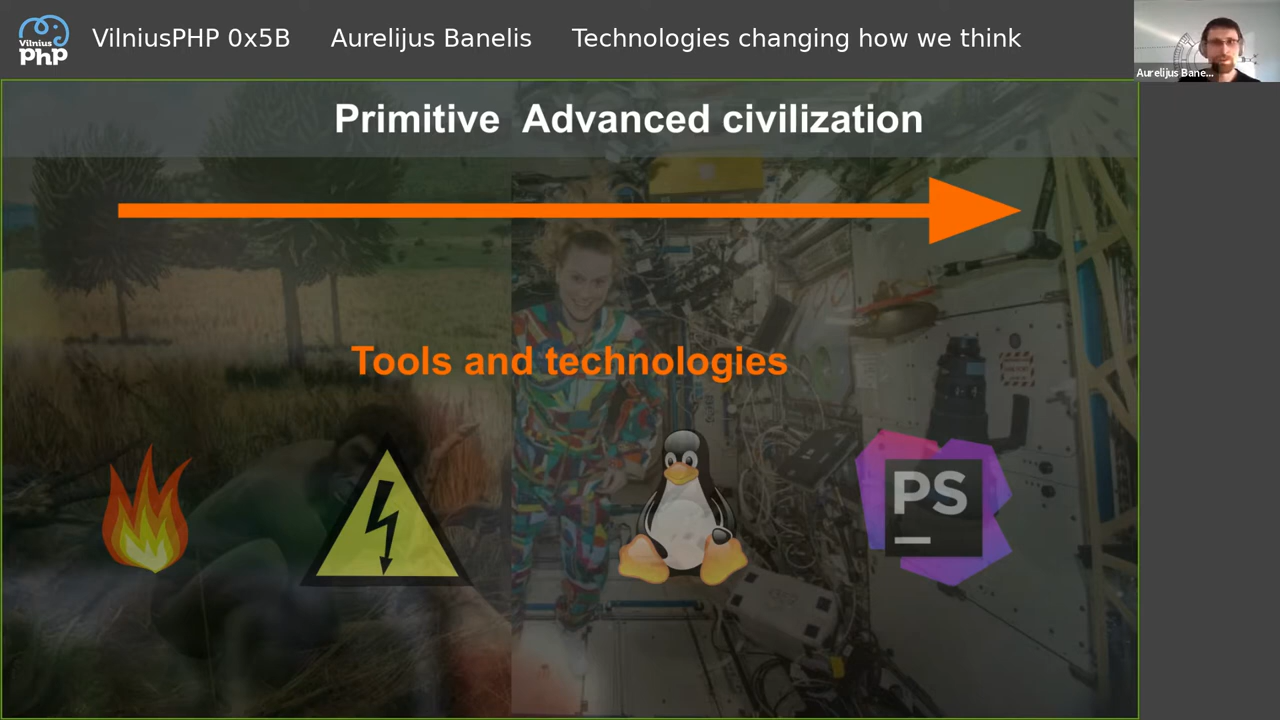 Vilnius
PhP
VilniusPHP 0x5B Aurelijus Banelis Technologies changing how we think
Aurelijus Bane...
Primitive Advanced civilization
Tools and technologies
PS